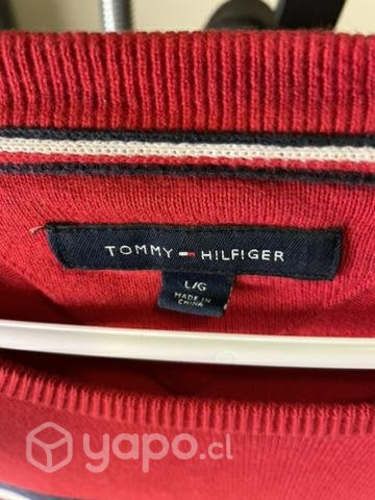 TOMMY HILFIGER
L/G
MADE IN
CHINA
yapo.cl